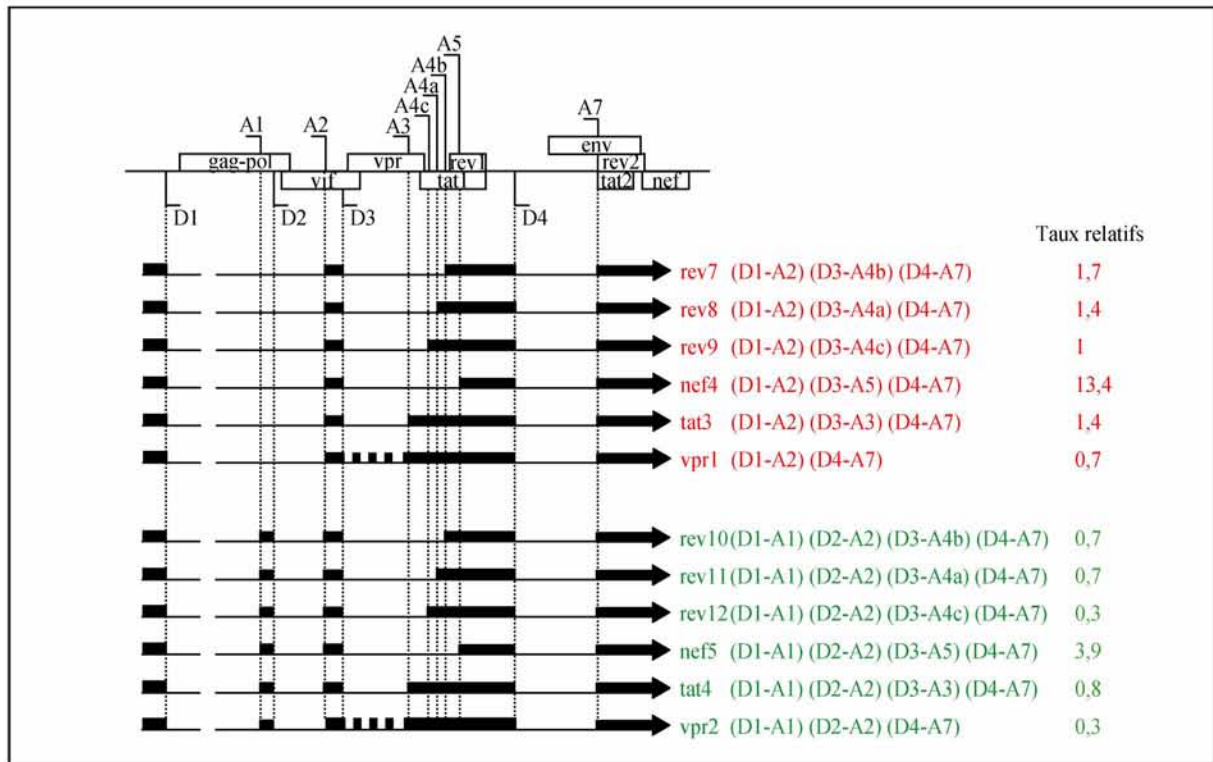 A5
A4b
A4a
A4c
A1 A2 A3 A7
env
gag-pol vpr rev1 rev2
vif tat tat2 nef
D1 D2 D3 D4
Taux relatifs
rev7 (D1-A2) (D3-A4b) (D4-A7) 1,7
rev8 (D1-A2) (D3-A4a) (D4-A7) 1,4
rev9 (D1-A2) (D3-A4c) (D4-A7) 1
nef4 (D1-A2) (D3-A5) (D4-A7) 13,4
tat3 (D1-A2) (D3-A3) (D4-A7) 1,4
vpr1 (D1-A2) (D4-A7) 0,7
rev10 (D1-A1) (D2-A2) (D3-A4b) (D4-A7) 0,7
rev11 (D1-A1) (D2-A2) (D3-A4a) (D4-A7) 0,7
rev12 (D1-A1) (D2-A2) (D3-A4c) (D4-A7) 0,3
nef5 (D1-A1) (D2-A2) (D3-A5) (D4-A7) 3,9
tat4 (D1-A1) (D2-A2) (D3-A3) (D4-A7) 0,8
vpr2 (D1-A1) (D2-A2) (D4-A7) 0,3